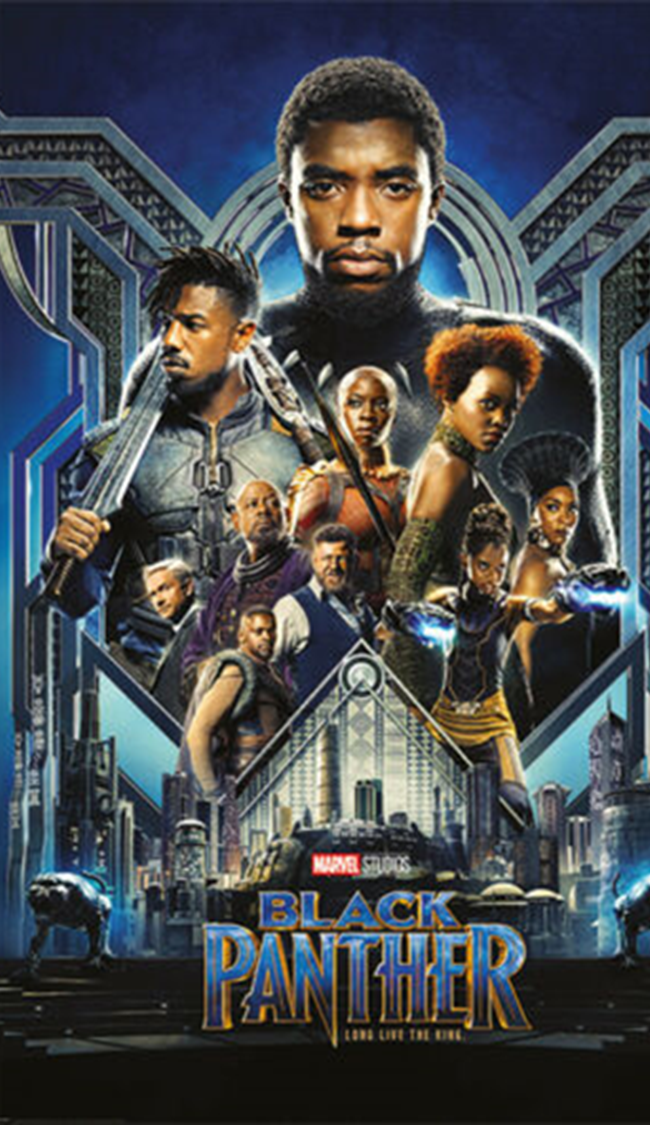 MARVEL STUDIOS
BLACK
PANTHER
LONG LIVE THE KING.